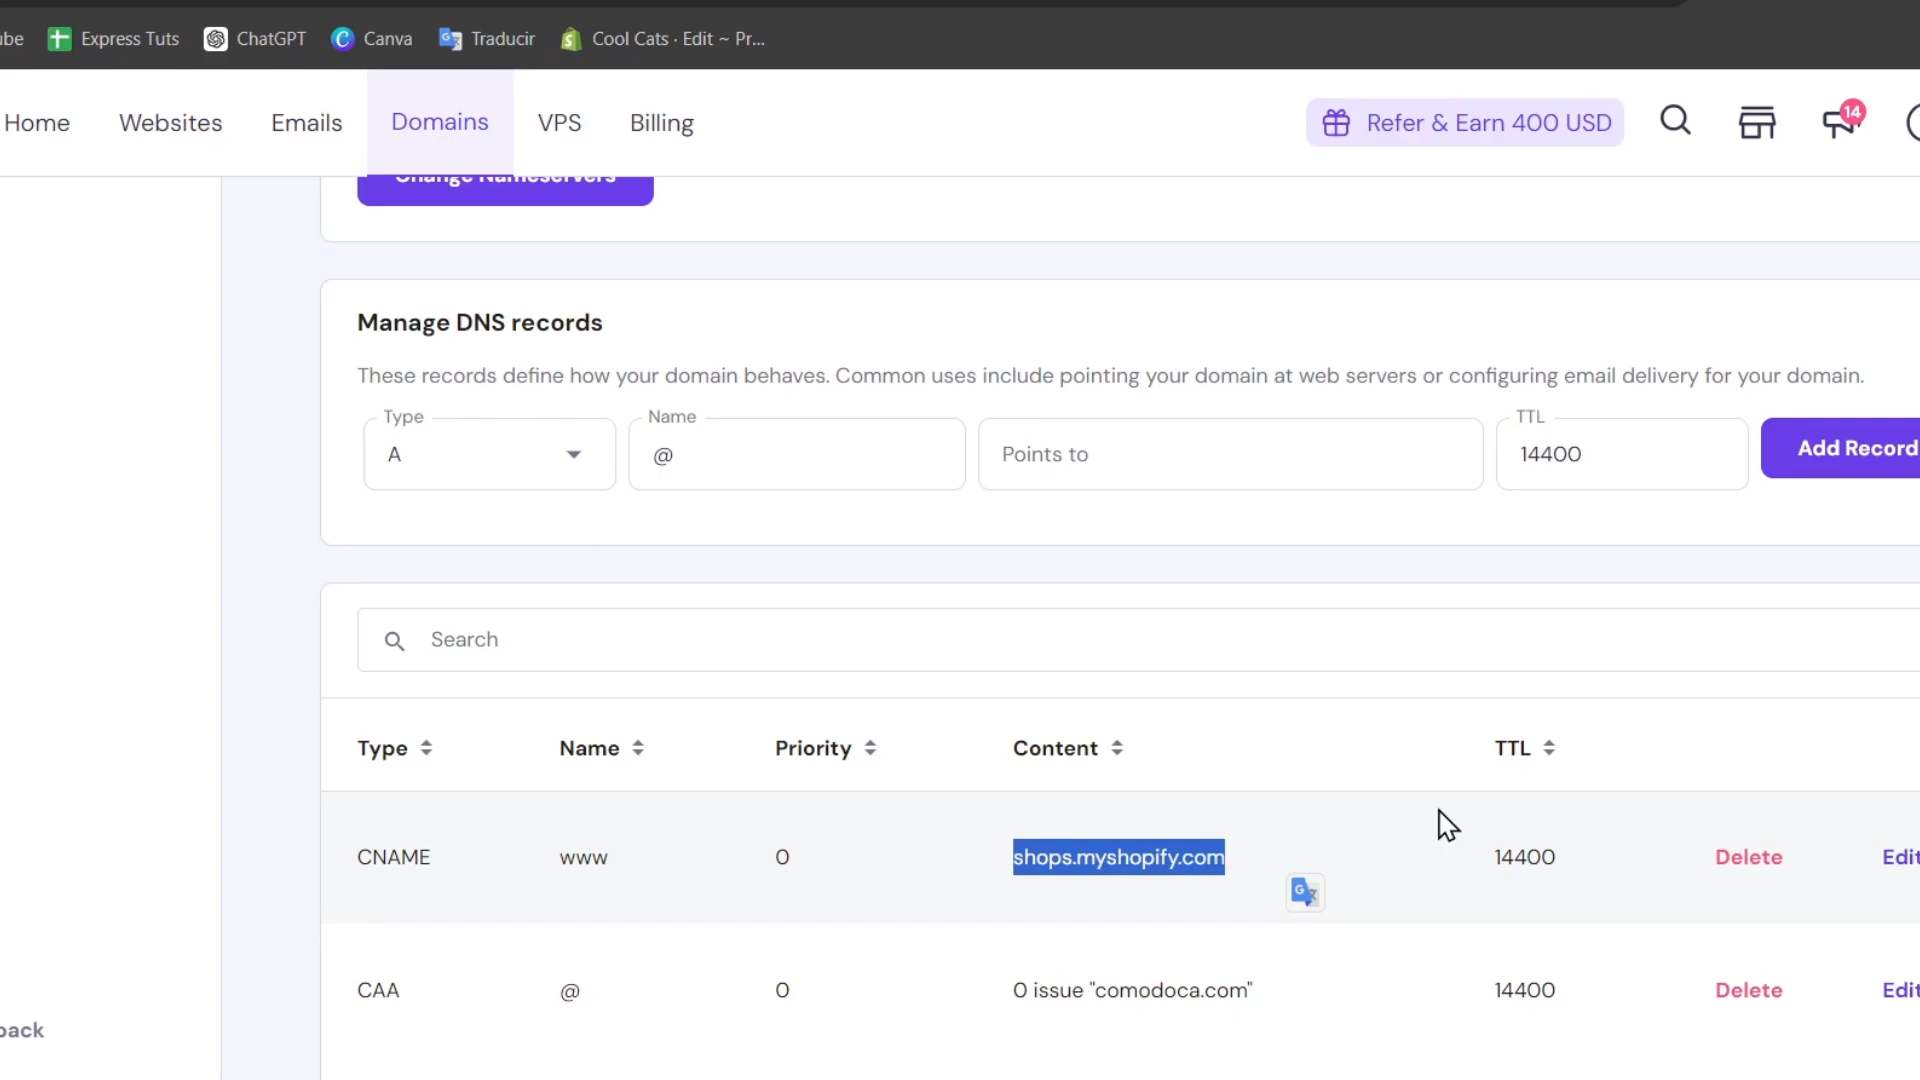 Express Tuts ChatGPT Canva Traducir Cool Cats · Edit ~ Pr...
Home Websites Emails Domains VPS Billing Refer & Earn 400 USD 14
Change Nameservers
Manage DNS records
These records define how your domain behaves. Common uses include pointing your domain at web servers or configuring email delivery for your domain.
Type Name TTL
A @ Points to 14400 Add Record
Search
Type Name Priority Content TTL
CNAME www 0 shops.myshopify.com 14400 Delete Edit
CAA @ 0 0 issue "comodoca.com" 14400 Delete Edit